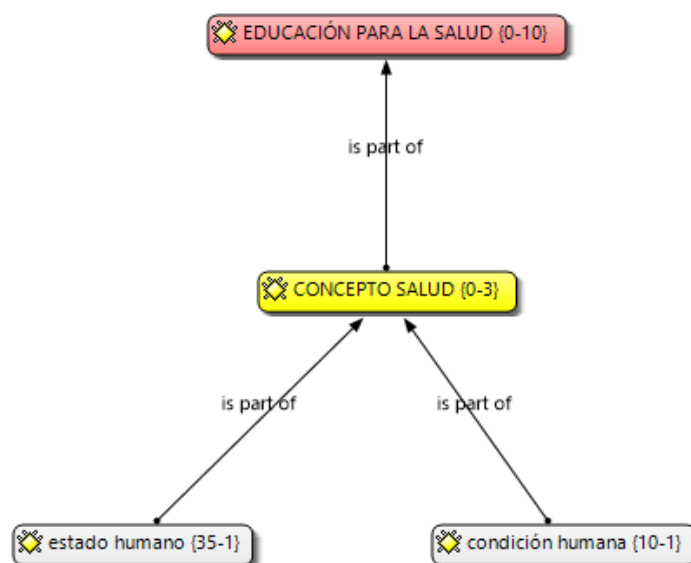 EDUCACIÓN PARA LA SALUD {0-10}
is part of
CONCEPTO SALUD {0-3}
is part of
is part of
estado humano {35-1}
condición humana {10-1}